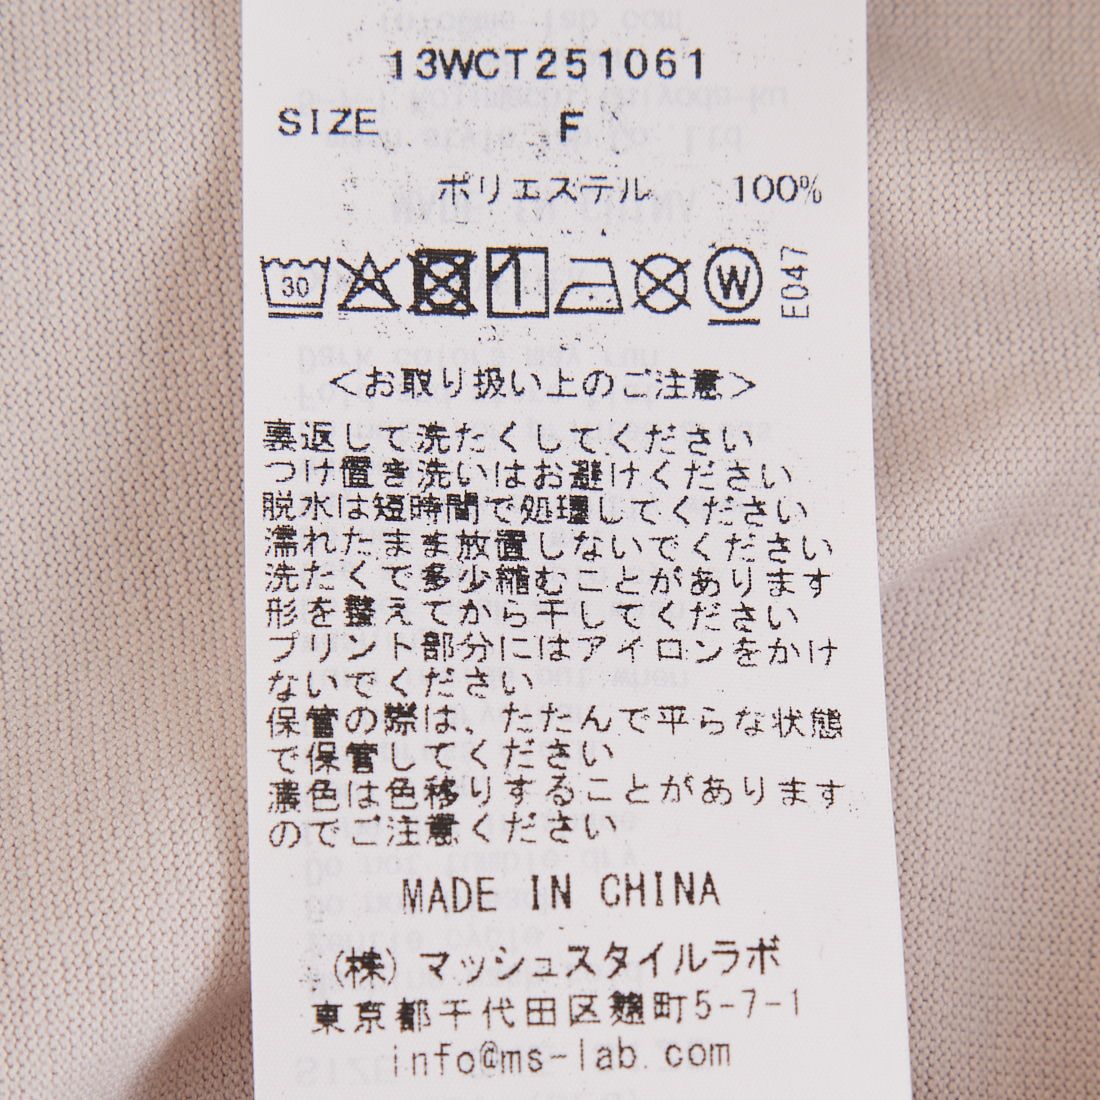 13WCT251061
SIZE F
ポリエステル 100%
30 W E047
<お取り扱い上のご注意>
裏返して洗たくしてください
つけ置き洗いはお避けください
脱水は短時間で処理してください
濡れたまま放置しないでください
洗たくで多少縮むことがあります
形を整えてから干してください
プリント部分にはアイロンをかけ
ないでください
保管の際は、たたんで平らな状態
で保管してください
濃色は色移りすることがあります
のでご注意ください
MADE IN CHINA
(株)マッシュスタイルラボ
東京都千代田区麹町5-7-1
info@ms-lab.com